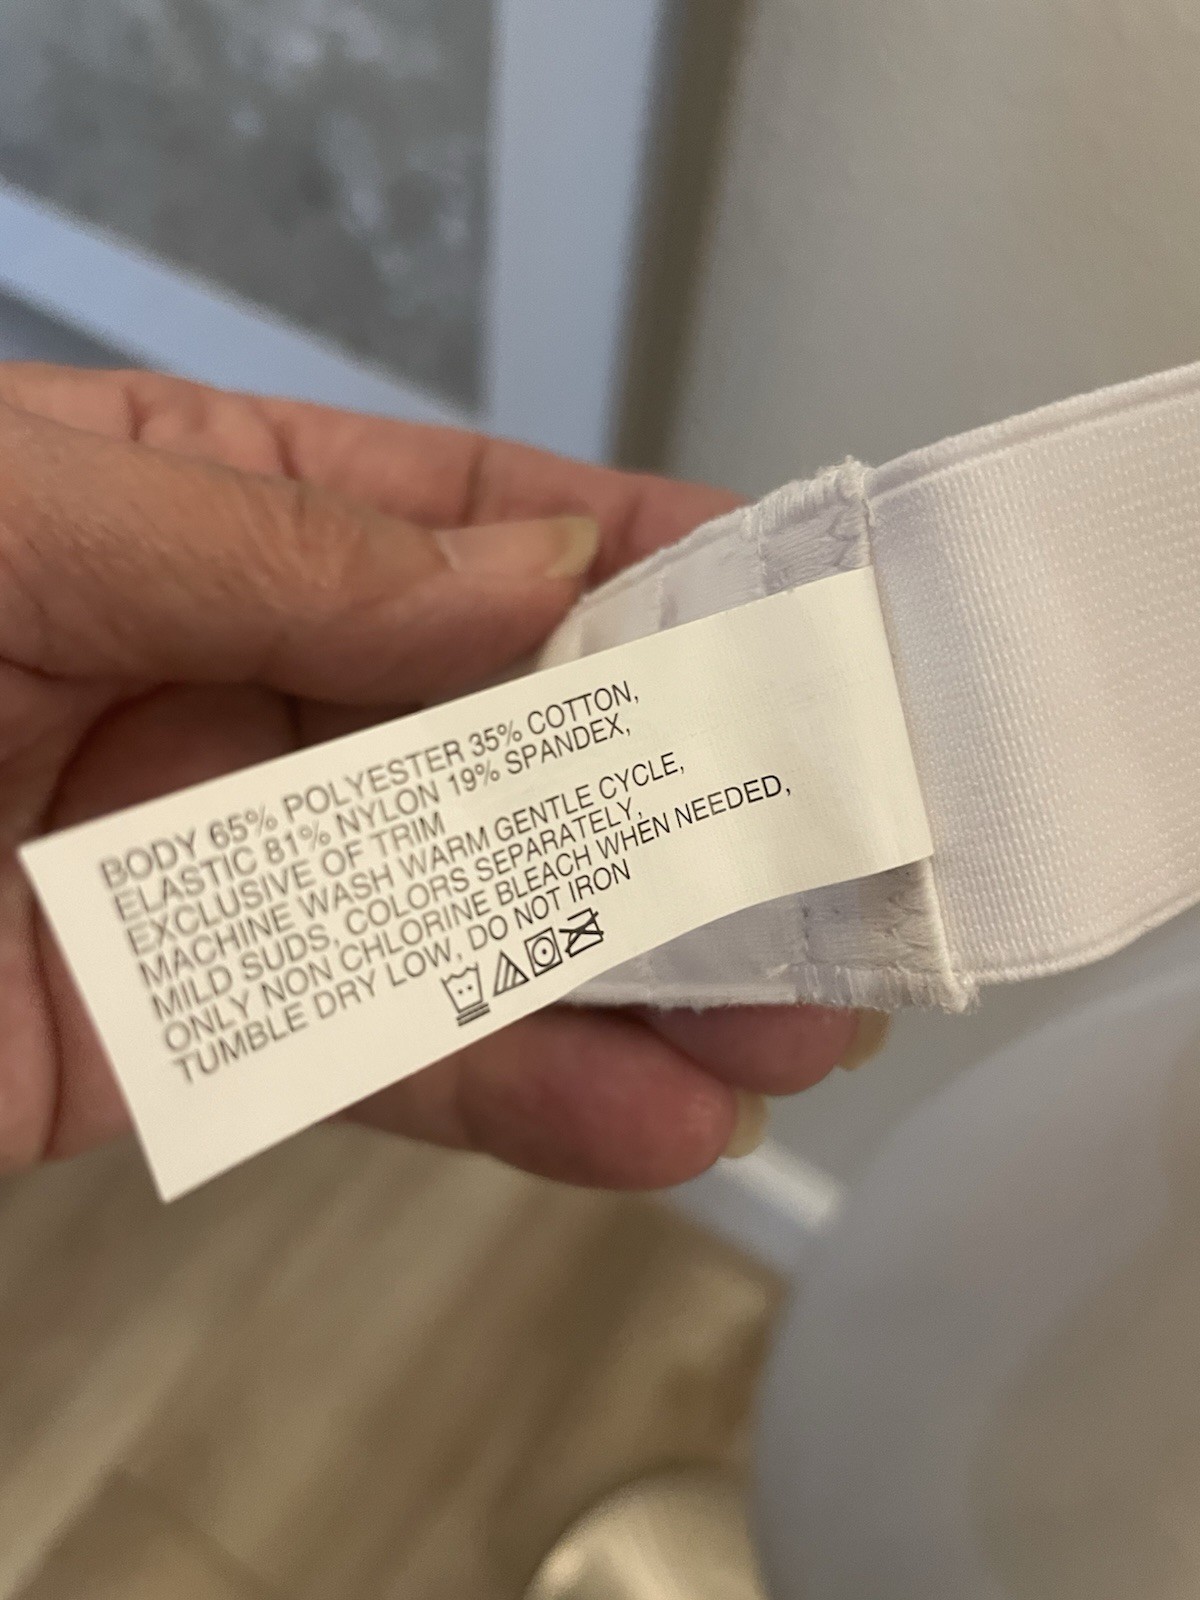 BODY 65% POLYESTER 35% COTTON,
ELASTIC 81% NYLON 19% SPANDEX,
EXCLUSIVE OF TRIM
MACHINE WASH WARM GENTLE CYCLE,
MILD SUDS, COLORS SEPARATELY,
ONLY NON CHLORINE BLEACH WHEN NEEDED,
TUMBLE DRY LOW, DO NOT IRON